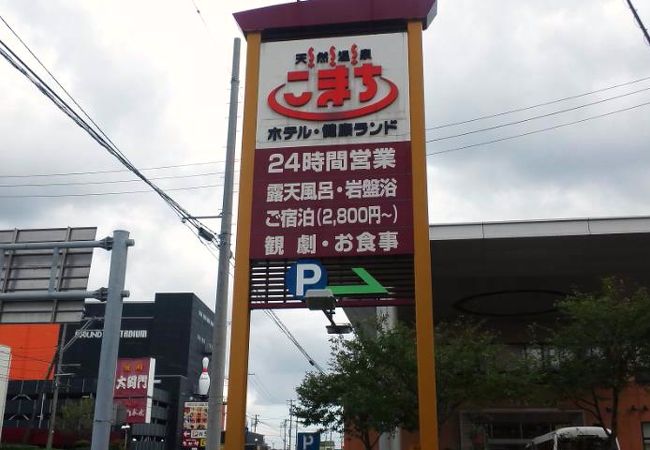 天然温泉
こまち
ホテル・健康ランド
24時間営業
露天風呂・岩盤浴
ご宿泊(2,800円〜)
観劇・お食事
P
ROUND1 STADIUM
大門
P